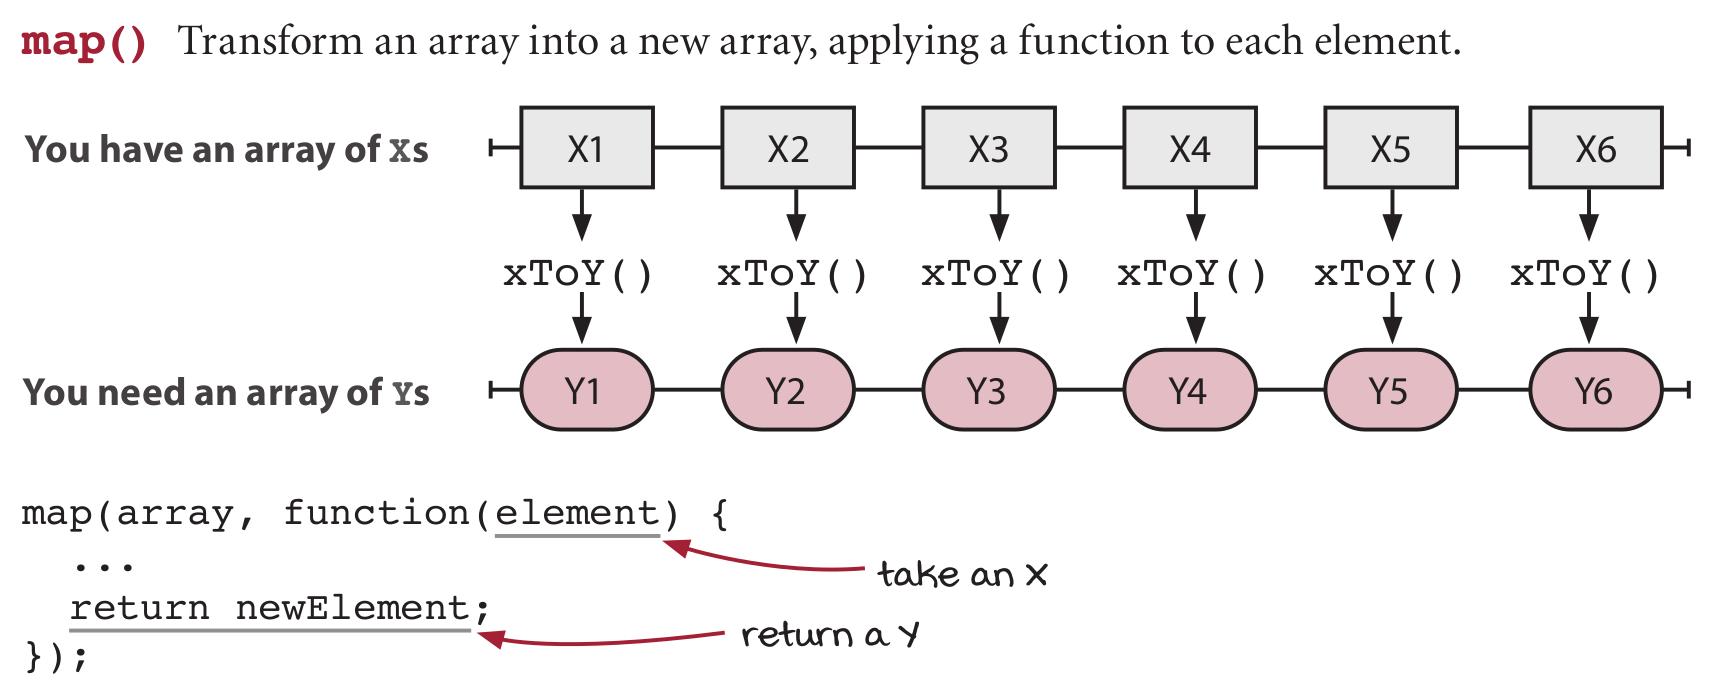 map() Transform an array into a new array, applying a function to each element.
You have an array of Xs X1 X2 X3 X4 X5 X6
xToY() xToY() xToY() xToY() xToY() xToY()
You need an array of Ys Y1 Y2 Y3 Y4 Y5 Y6
map(array, function(element) {
...
take an X
return newElement;
return a Y
});